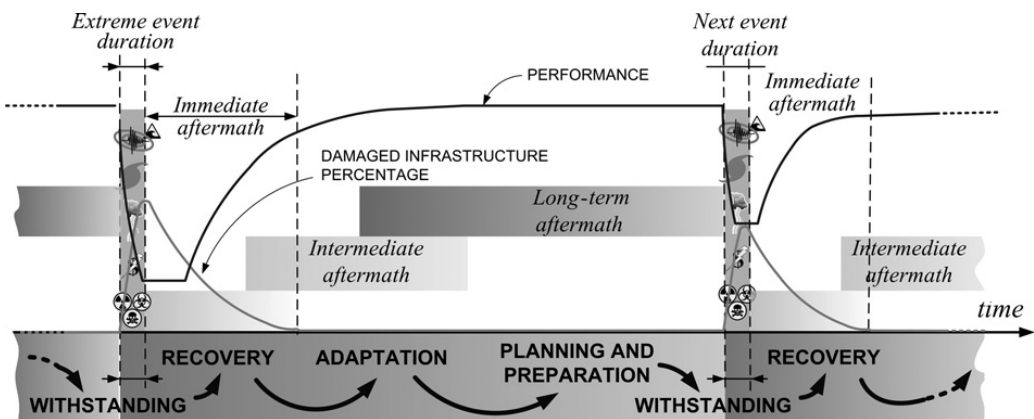 Extreme event
duration
Next event
duration
PERFORMANCE
Immediate
aftermath
Immediate
aftermath
DAMAGED INFRASTRUCTURE
PERCENTAGE
Long-term
aftermath
Intermediate
aftermath
Intermediate
aftermath
time
RECOVERY
ADAPTATION
PLANNING AND
PREPARATION
RECOVERY
WITHSTANDING
WITHSTANDING